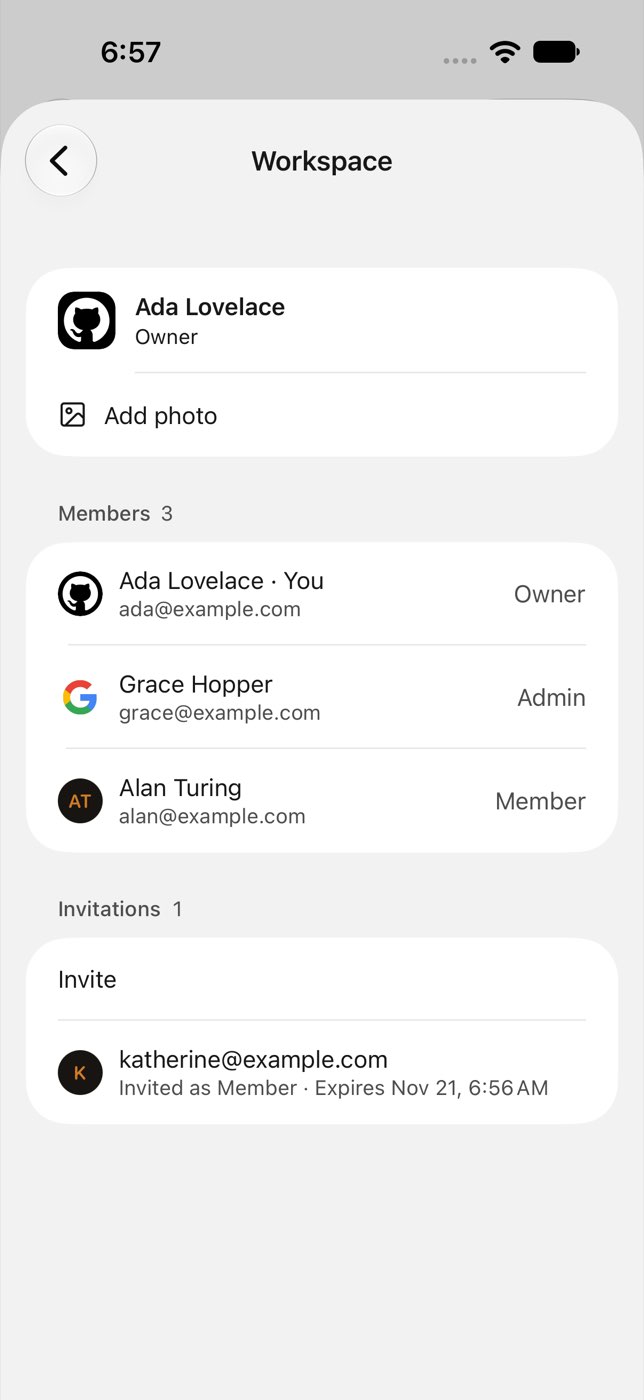 6:57
Workspace
Ada Lovelace
Owner
Add photo
Members 3
Ada Lovelace · You
ada@example.com
Owner
Grace Hopper
grace@example.com
Admin
AT
Alan Turing
alan@example.com
Member
Invitations 1
Invite
K
katherine@example.com
Invited as Member · Expires Nov 21, 6:56 AM